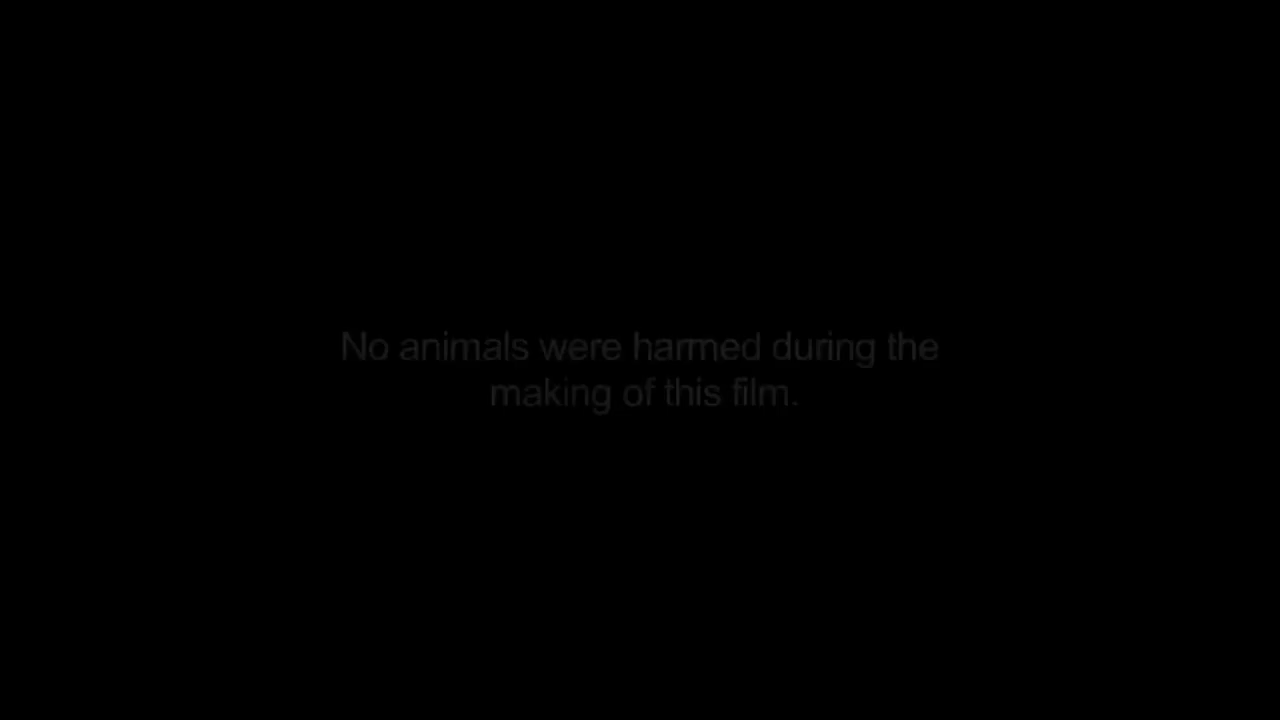 No animals were harmed during the
making of this film.